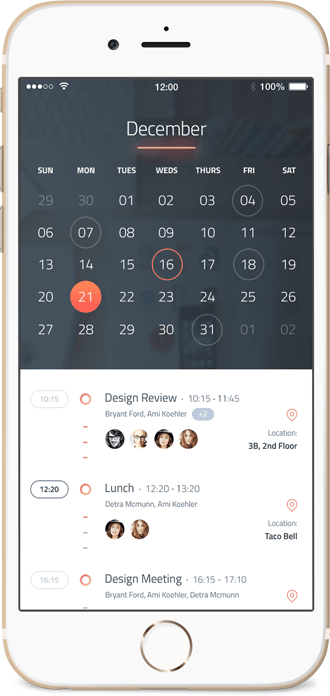 12:00
100%
December
SUN MON TUES WEDS THURS FRI SAT
29 30 01 02 03 04 05
06 07 08 09 10 11 12
13 14 15 16 17 18 19
20 21 22 23 24 25 26
27 28 29 30 31 01 02
10:15 Design Review · 10:15 - 11:45
Bryant Ford, Ami Koehler +2
Location:
3B, 2nd Floor
12:20 Lunch · 12:20 - 13:20
Detra Mcmunn, Ami Koehler
Location:
Taco Bell
16:15 Design Meeting · 16:15 - 17:10
Bryant Ford, Ami Koehler, Detra Mcmunn